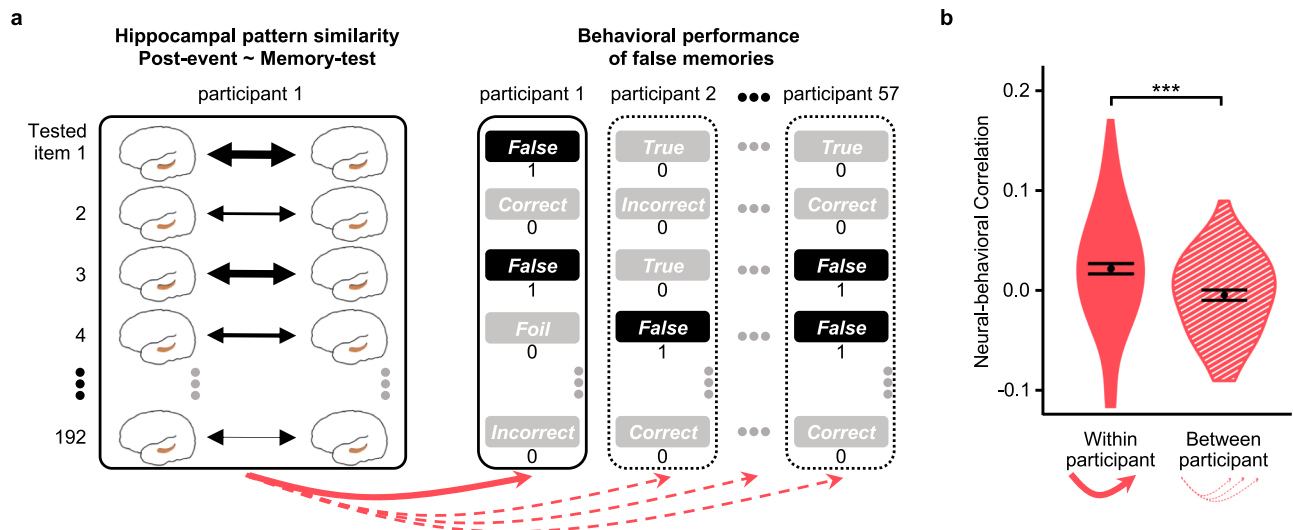 a
Hippocampal pattern similarity
Post-event ~ Memory-test
participant 1
Tested
item 1
2
3
4
192
Behavioral performance
of false memories
participant 1 participant 2 participant 57
False True True
1 0 0
Correct Incorrect Correct
0 0 0
False True False
1 0 1
Foil False False
0 1 1
Incorrect Correct Correct
0 0 0
b
Neural-behavioral Correlation
0.2
0.1
0.0
-0.1
***
Within
participant
Between
participant